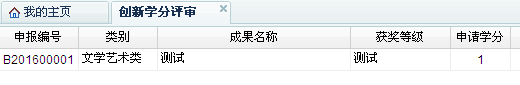 我的主页 创新学分评审
申报编号 类别 成果名称 获奖等级 申请学分
B201600001 文学艺术类 测试 测试 1